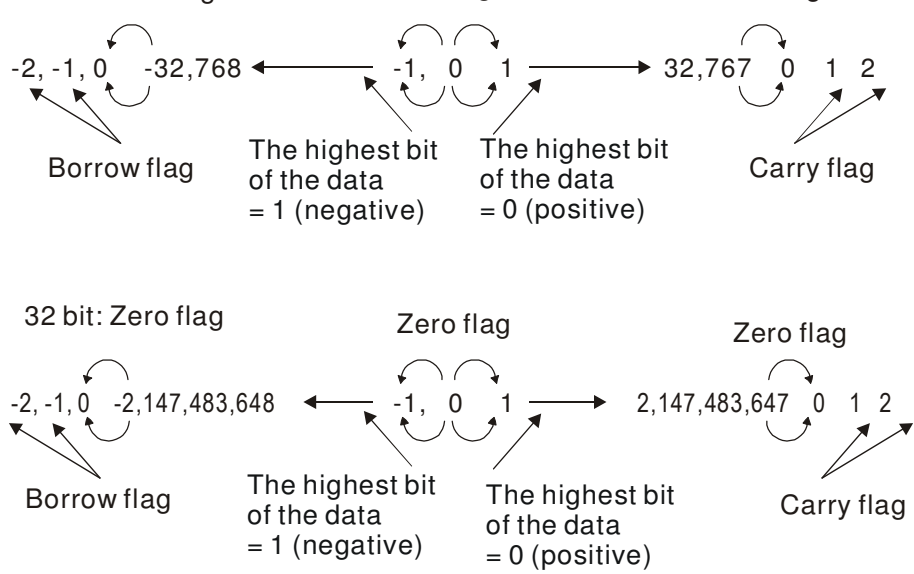 -2, -1, 0 -32,768 -1, 0 1 32,767 0 1 2
Borrow flag
The highest bit
of the data
= 1 (negative)
The highest bit
of the data
= 0 (positive)
Carry flag
32 bit: Zero flag
Zero flag
Zero flag
-2, -1, 0 -2,147,483,648 -1, 0 1 2,147,483,647 0 1 2
Borrow flag
The highest bit
of the data
= 1 (negative)
The highest bit
of the data
= 0 (positive)
Carry flag